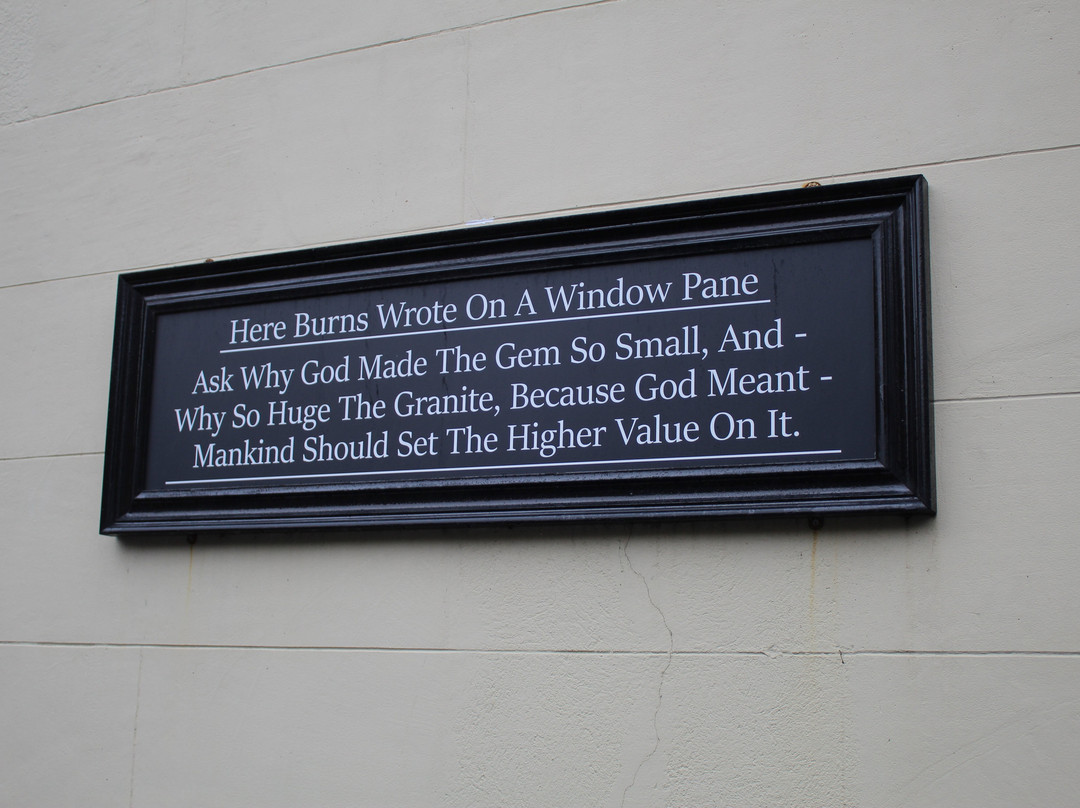 Here Burns Wrote On A Window Pane
Ask Why God Made The Gem So Small, And -
Why So Huge The Granite, Because God Meant -
Mankind Should Set The Higher Value On It.